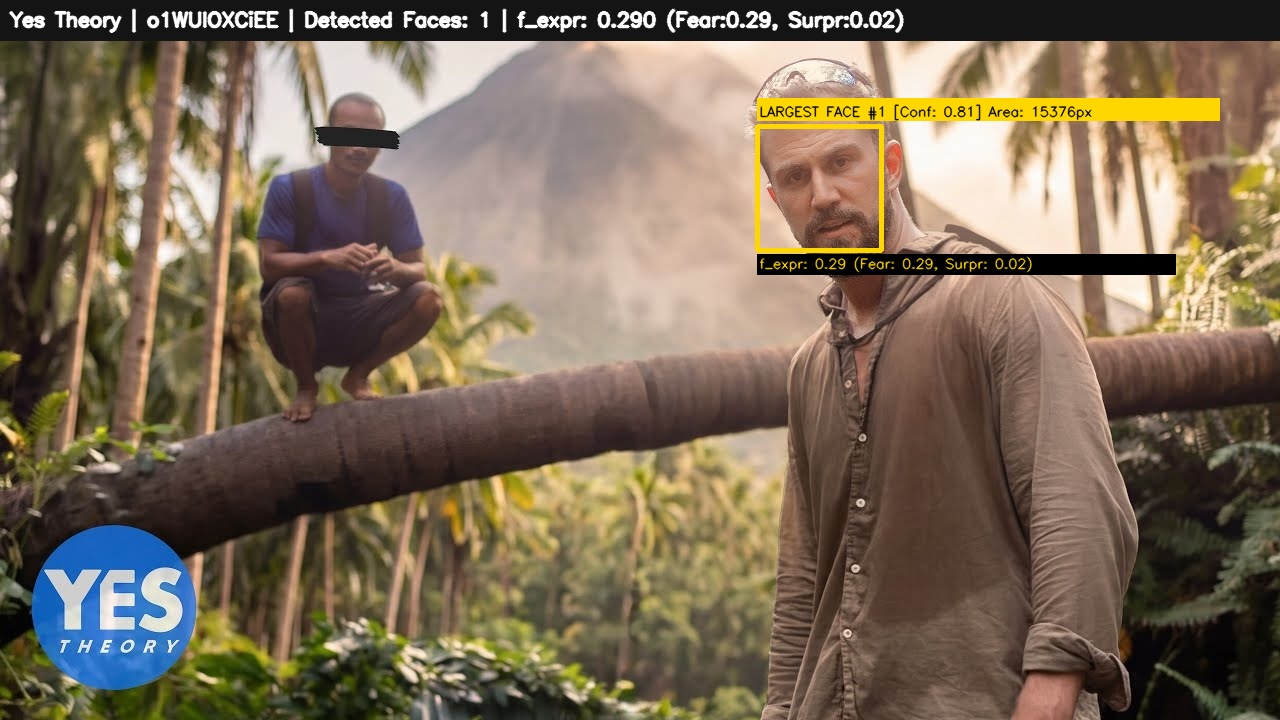 Yes Theory | o1WUlOXCiEE | Detected Faces: 1 | f_expr: 0.290 (Fear:0.29, Surpr:0.02)
LARGEST FACE #1 [Conf: 0.81] Area: 15376px
f_expr: 0.29 (Fear: 0.29, Surpr: 0.02)
YES
THEORY